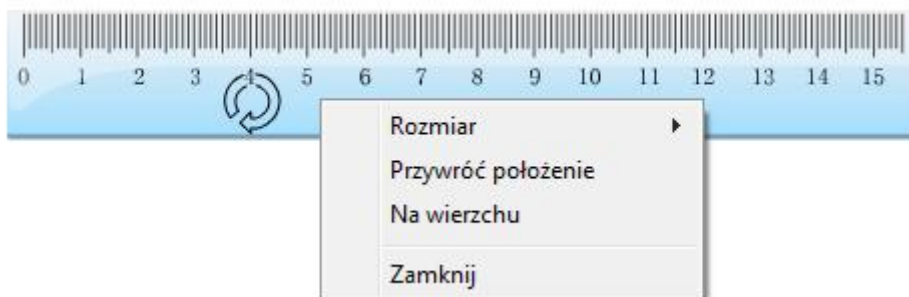 0 1 2 3 4 5 6 7 8 9 10 11 12 13 14 15
Rozmiar
Przywróć położenie
Na wierzchu
Zamknij